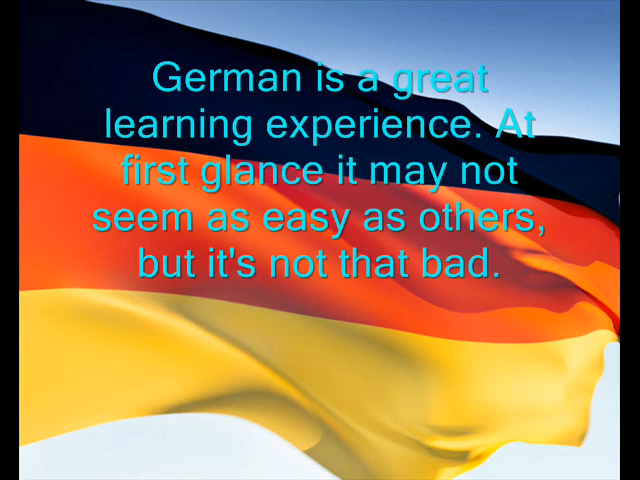 German is a great
learning experience. At
first glance it may not
seem as easy as others,
but it's not that bad.